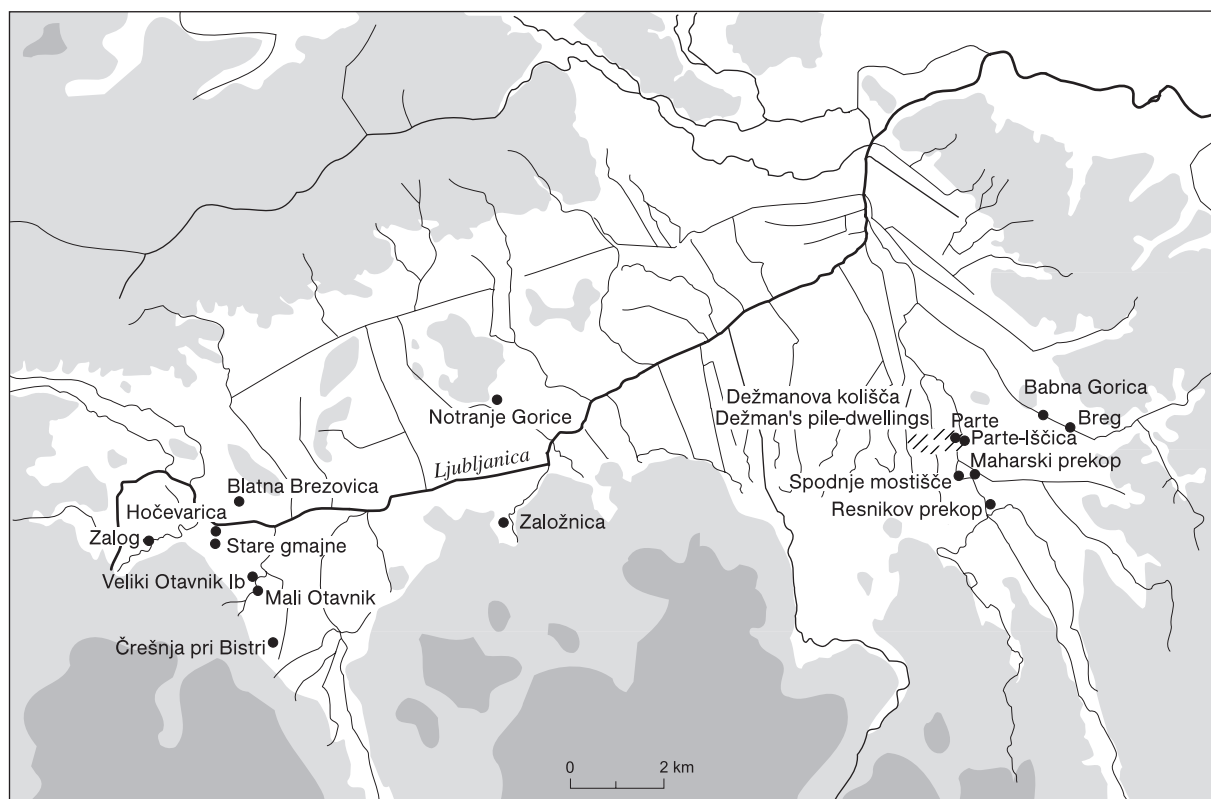 Dežmanova kolišča /
Dežman's pile-dwellings
Babna Gorica
Breg
Parte
Parte-Iščica
Maharski prekop
Spodnje mostišče
Resnikov prekop
Notranje Gorice
Ljubljanica
Blatna Brezovica
Hočevarica
Zalog
Stare gmajne
Založnica
Veliki Otavnik Ib
Mali Otavnik
Črešnja pri Bistri
0 2 km